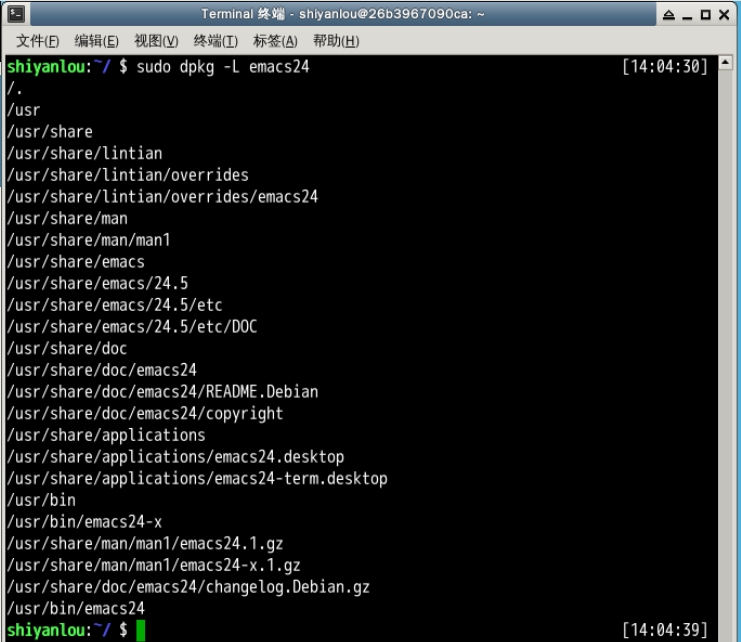 Terminal 终端 - shiyanlou@26b3967090ca: ~
文件(F) 编辑(E) 视图(V) 终端(T) 标签(A) 帮助(H)
shiyanlou:~/ $ sudo dpkg -L emacs24 [14:04:30]
/.
/usr
/usr/share
/usr/share/lintian
/usr/share/lintian/overrides
/usr/share/lintian/overrides/emacs24
/usr/share/man
/usr/share/man/man1
/usr/share/emacs
/usr/share/emacs/24.5
/usr/share/emacs/24.5/etc
/usr/share/emacs/24.5/etc/DOC
/usr/share/doc
/usr/share/doc/emacs24
/usr/share/doc/emacs24/README.Debian
/usr/share/doc/emacs24/copyright
/usr/share/applications
/usr/share/applications/emacs24.desktop
/usr/share/applications/emacs24-term.desktop
/usr/bin
/usr/bin/emacs24-x
/usr/share/man/man1/emacs24.1.gz
/usr/share/man/man1/emacs24-x.1.gz
/usr/share/doc/emacs24/changelog.Debian.gz
/usr/bin/emacs24
shiyanlou:~/ $ [14:04:39]